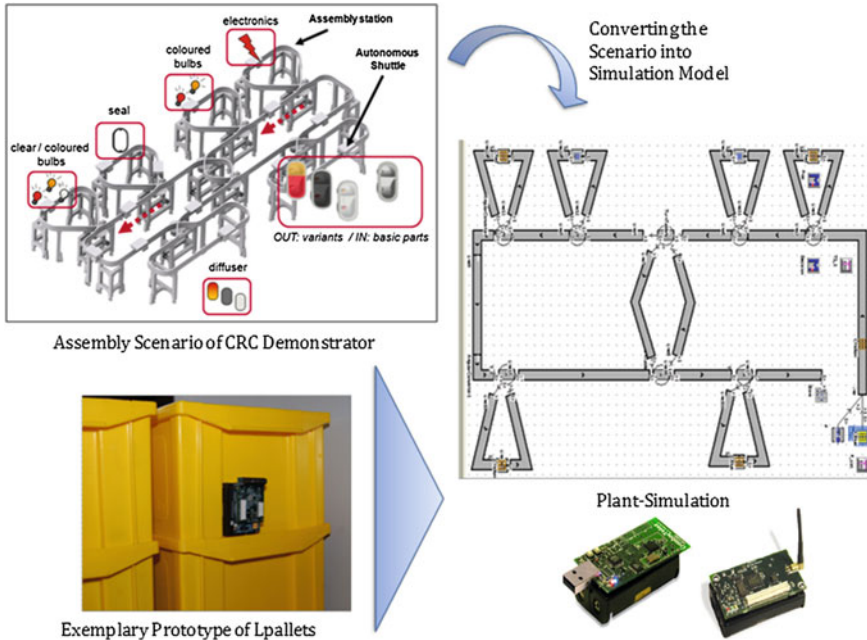 electronics
Assembly station
coloured
bulbs
Autonomous
Shuttle
seal
clear / coloured
bulbs
OUT: variants / IN: basic parts
diffuser
Assembly Scenario of CRC Demonstrator
Converting the
Scenario into
Simulation Model
Plant-Simulation
Exemplary Prototype of Lpallets